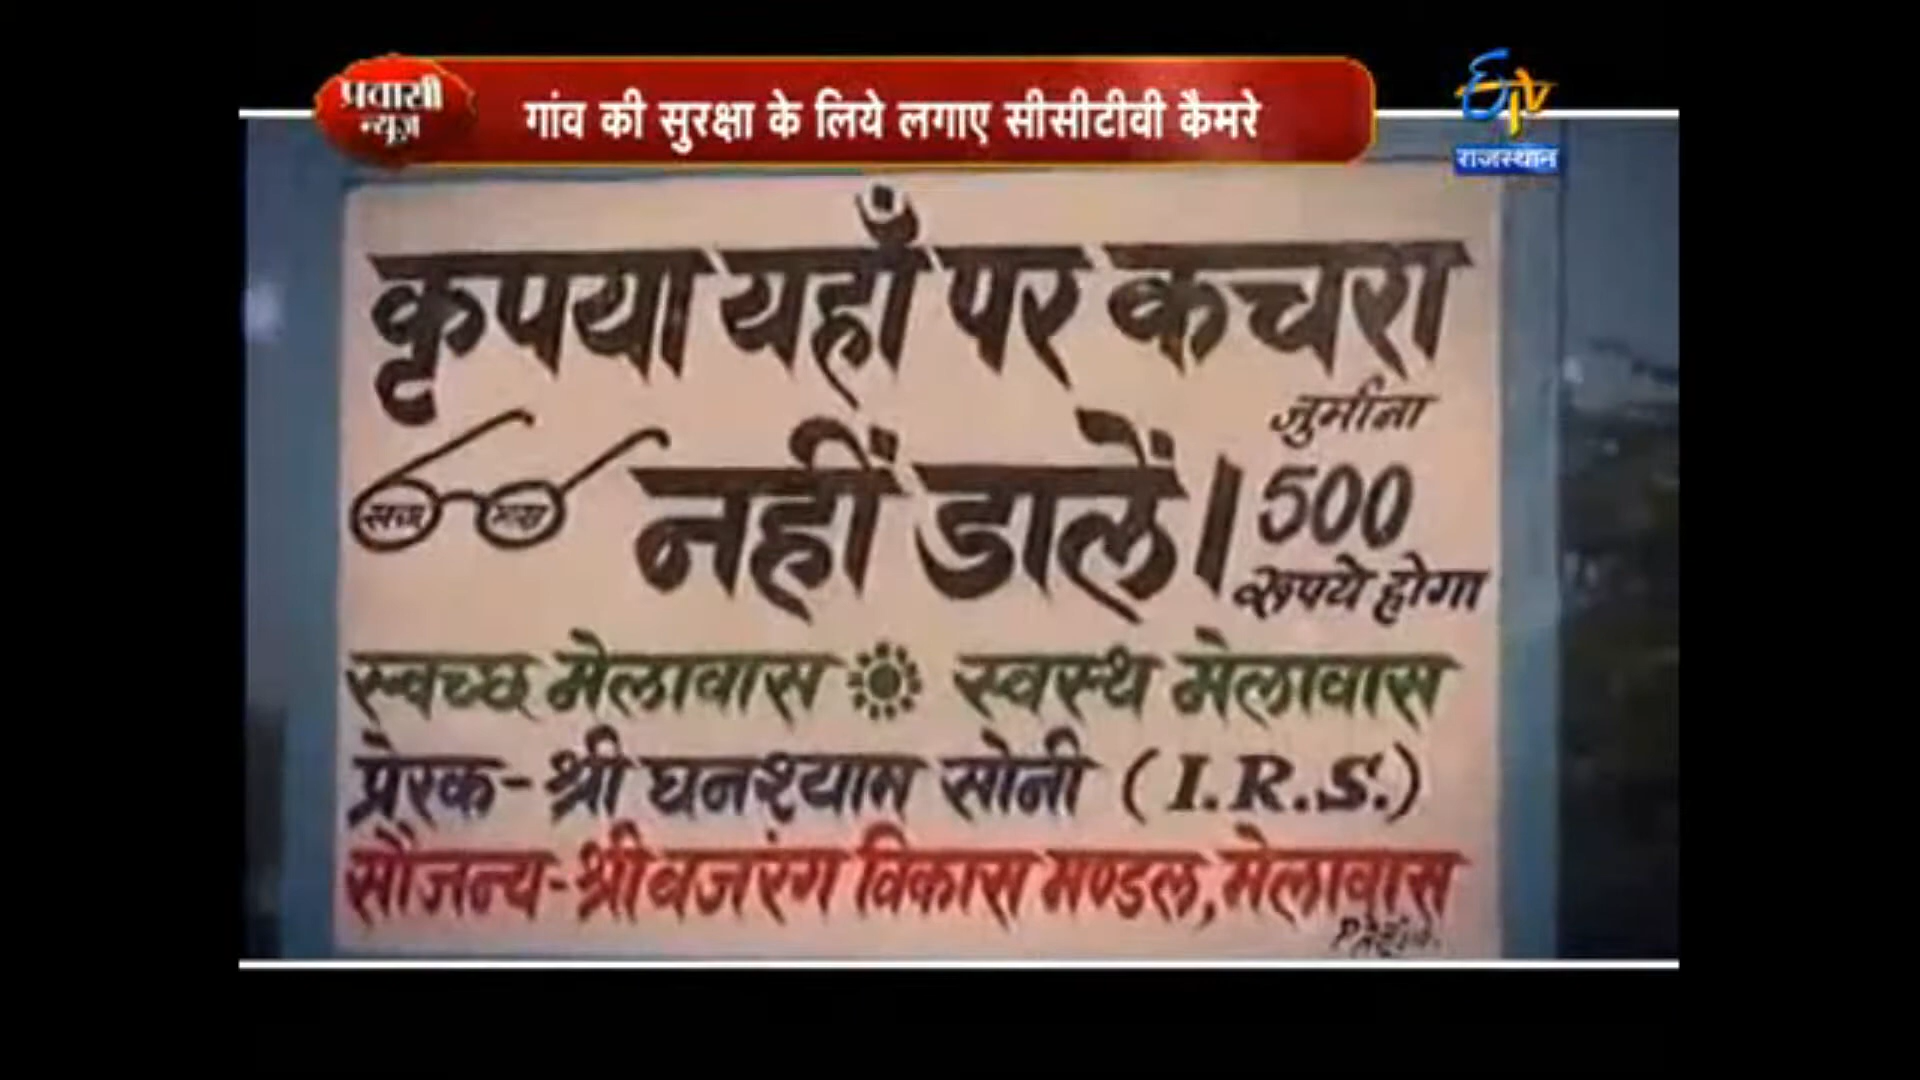 प्रवासी
न्यूज़
गांव की सुरक्षा के लिये लगाए सीसीटीवी कैमरे
ETV
राजस्थान
कृपया यहाँ पर कचरा
नहीं डालें।
जुर्माना
500
रूपये होगा
स्वच्छ मेलावास स्वस्थ मेलावास
प्रेरक-श्री घनश्याम सोनी (I.R.S.)
सौजन्य-श्री बजरंग विकास मण्डल, मेलावास